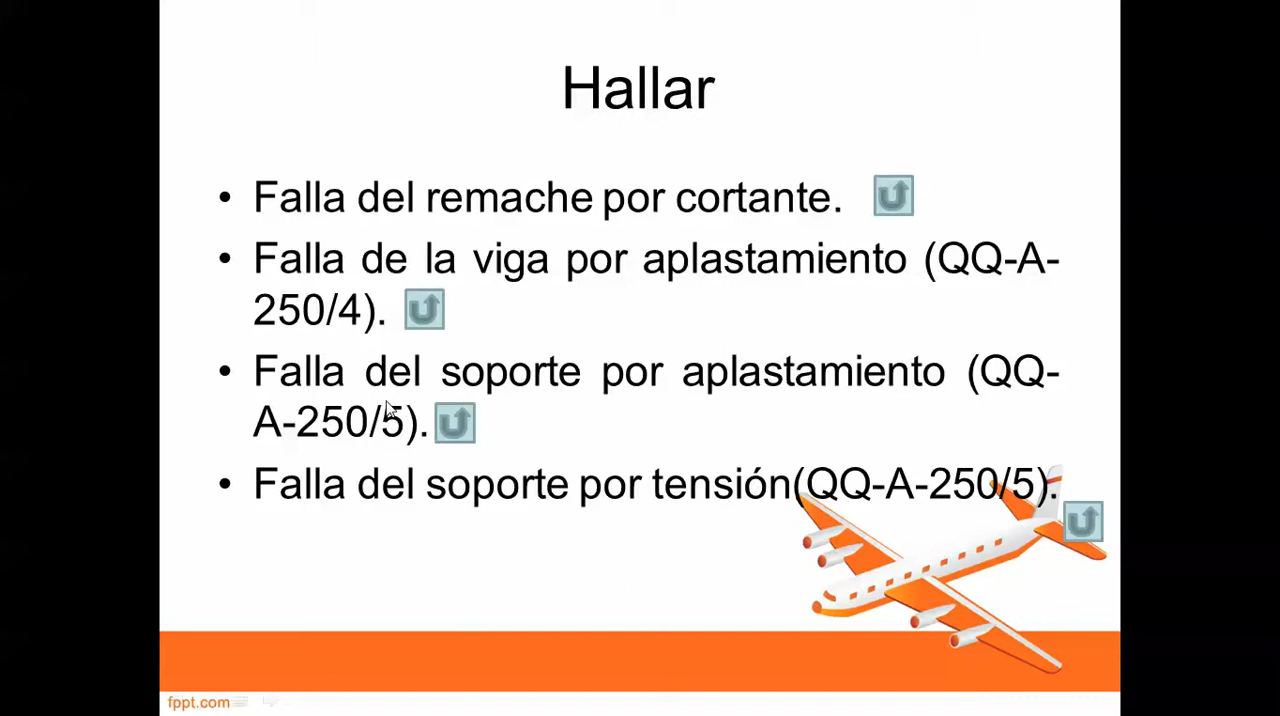 Hallar
• Falla del remache por cortante.
• Falla de la viga por aplastamiento (QQ-A-
250/4).
• Falla del soporte por aplastamiento (QQ-
A-250/5).
• Falla del soporte por tensión(QQ-A-250/5).
fppt.com